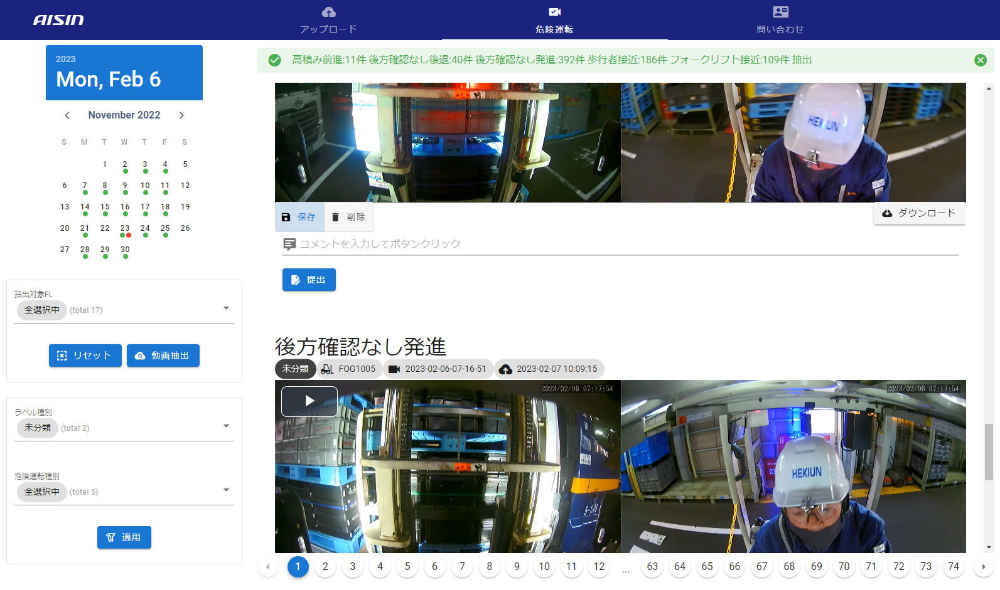 AISIN
アップロード
危険運転
問い合わせ
2023
Mon, Feb 6
November 2022
S M T W T F S
1 2 3 4 5
6 7 8 9 10 11 12
13 14 15 16 17 18 19
20 21 22 23 24 25 26
27 28 29 30
抽出対象FL
全選択中 (total 17)
リセット 動画抽出
ラベル種別
未分類 (total 2)
危険運転種別
全選択中 (total 5)
適用
高積み前進:11件 後方確認なし後退:40件 後方確認なし発進:392件 歩行者接近:186件 フォークリフト接近:109件 抽出
アイシン
HEKIUN
保存 削除
ダウンロード
コメントを入力してボタンクリック
提出
後方確認なし発進
未分類 FOG1005 2023-02-06-07-16-51 2023-02-07 10:09:15
2023/02/06 07:17:54
2023/02/06 07:17:54
HEKIUN
1 2 3 4 5 6 7 8 9 10 11 12 ... 63 64 65 66 67 68 69 70 71 72 73 74